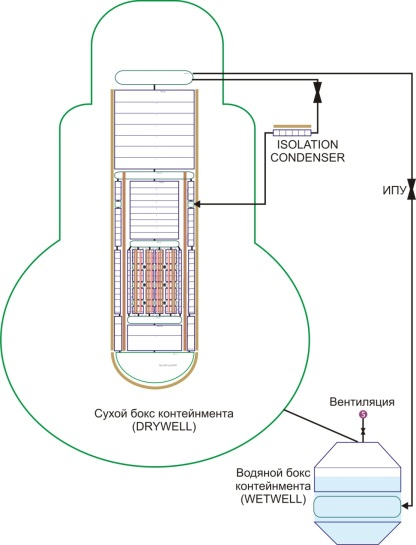 ISOLATION
CONDENSER
ИПУ
Сухой бокс контейнмента
(DRYWELL)
Вентиляция
S
Водяной бокс
контейнмента
(WETWELL)